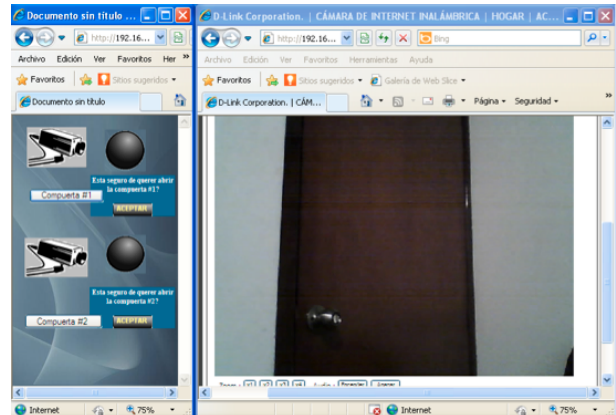 Documento sin título ...
http://192.16...
Archivo Edición Ver Favoritos Her »
Favoritos Sitios sugeridos
Documento sin título
Esta seguro de querer abrir
la compuerta #1?
Compuerta #1
ACEPTAR
Esta seguro de querer abrir
la compuerta #2?
Compuerta #2
ACEPTAR
Internet 75%
D-Link Corporation. | CÁMARA DE INTERNET INALÁMBRICA | HOGAR | AC...
http://192.16... Bing
Archivo Edición Ver Favoritos Herramientas Ayuda
Favoritos Sitios sugeridos Galería de Web Slice
D-Link Corporation. | CÁM... Página Seguridad »
Internet 75%